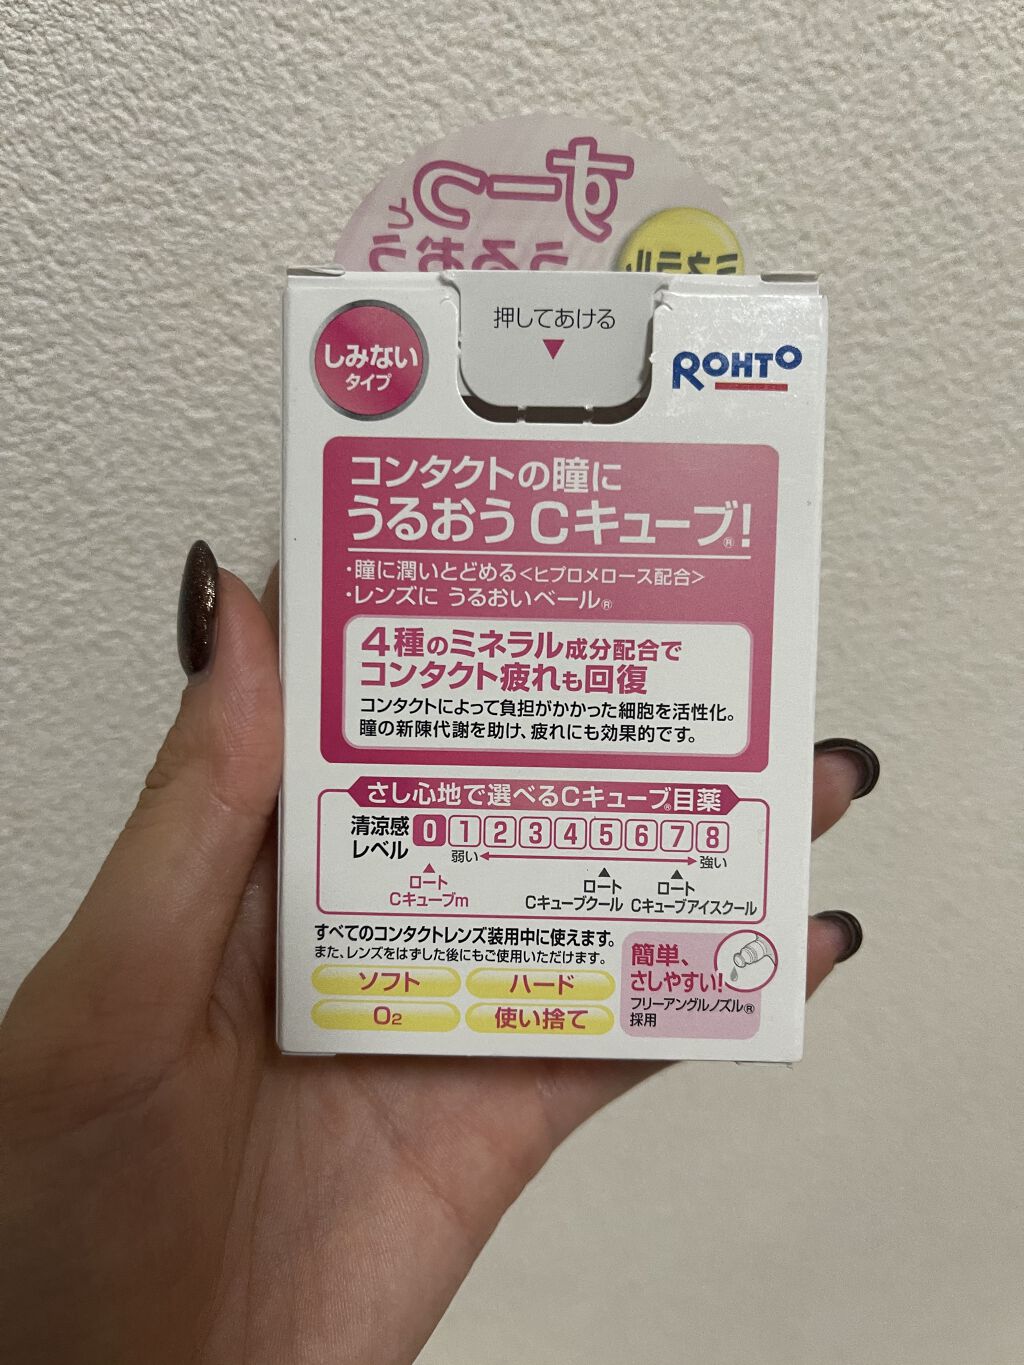 すーっと
うるおう
ミネラル
押してあける
しみない
タイプ
ROHTO
コンタクトの瞳に
うるおう Cキューブ®!
・瞳に潤いとどめる<ヒプロメロース配合>
・レンズに うるおいベール®
4種のミネラル成分配合で
コンタクト疲れも回復
コンタクトによって負担がかかった細胞を活性化。
瞳の新陳代謝を助け、疲れにも効果的です。
さし心地で選べるCキューブ®目薬
清涼感
レベル
0 1 2 3 4 5 6 7 8
弱い 強い
ロート
Cキューブm
ロート
Cキューブクール
ロート
Cキューブアイスクール
すべてのコンタクトレンズ装用中に使えます。
また、レンズをはずした後にもご使用いただけます。
ソフト ハード
O2 使い捨て
簡単、
さしやすい!
フリーアングルノズル®
採用